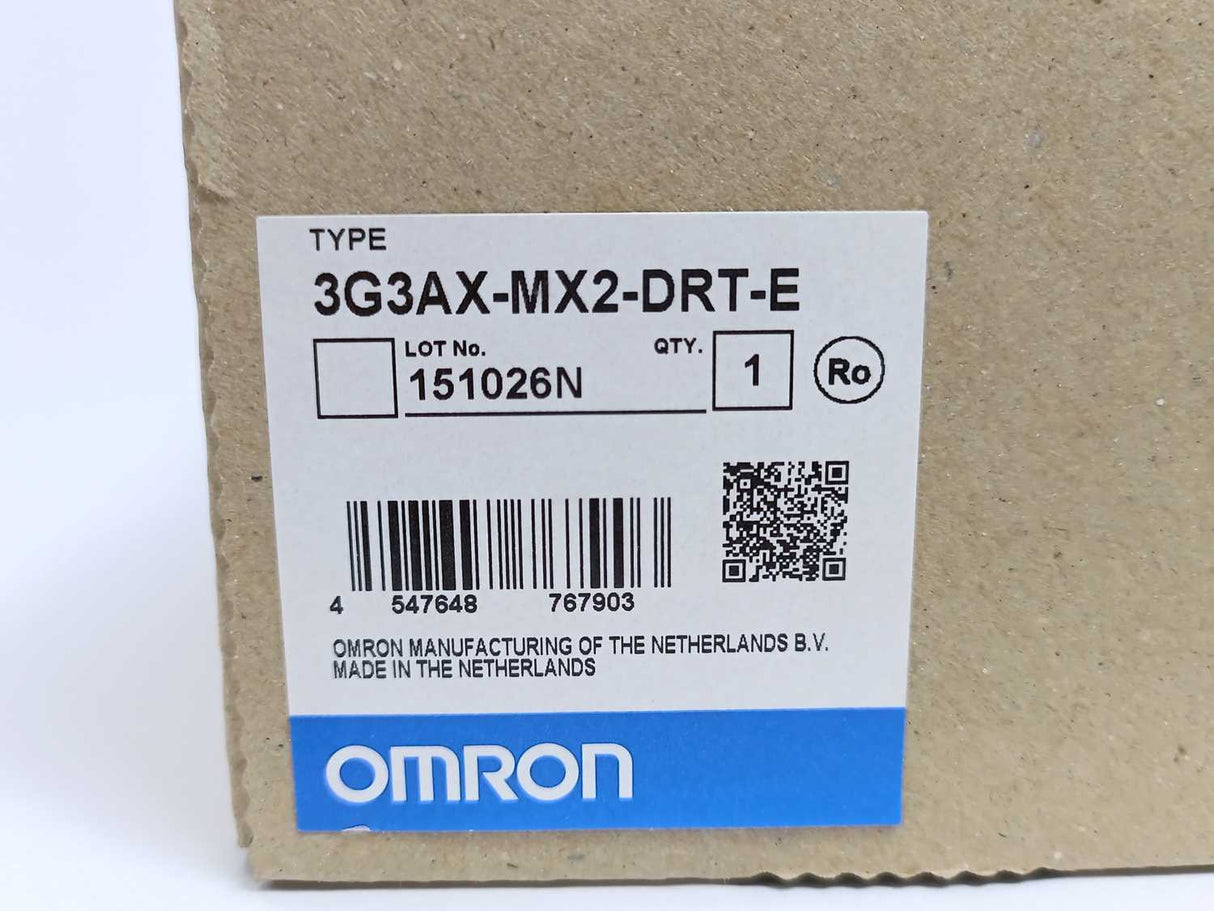 TYPE
3G3AX-MX2-DRT-E
LOT No. QTY.
151026N 1 Ro
4 547648 767903
OMRON MANUFACTURING OF THE NETHERLANDS B.V.
MADE IN THE NETHERLANDS
OMRON